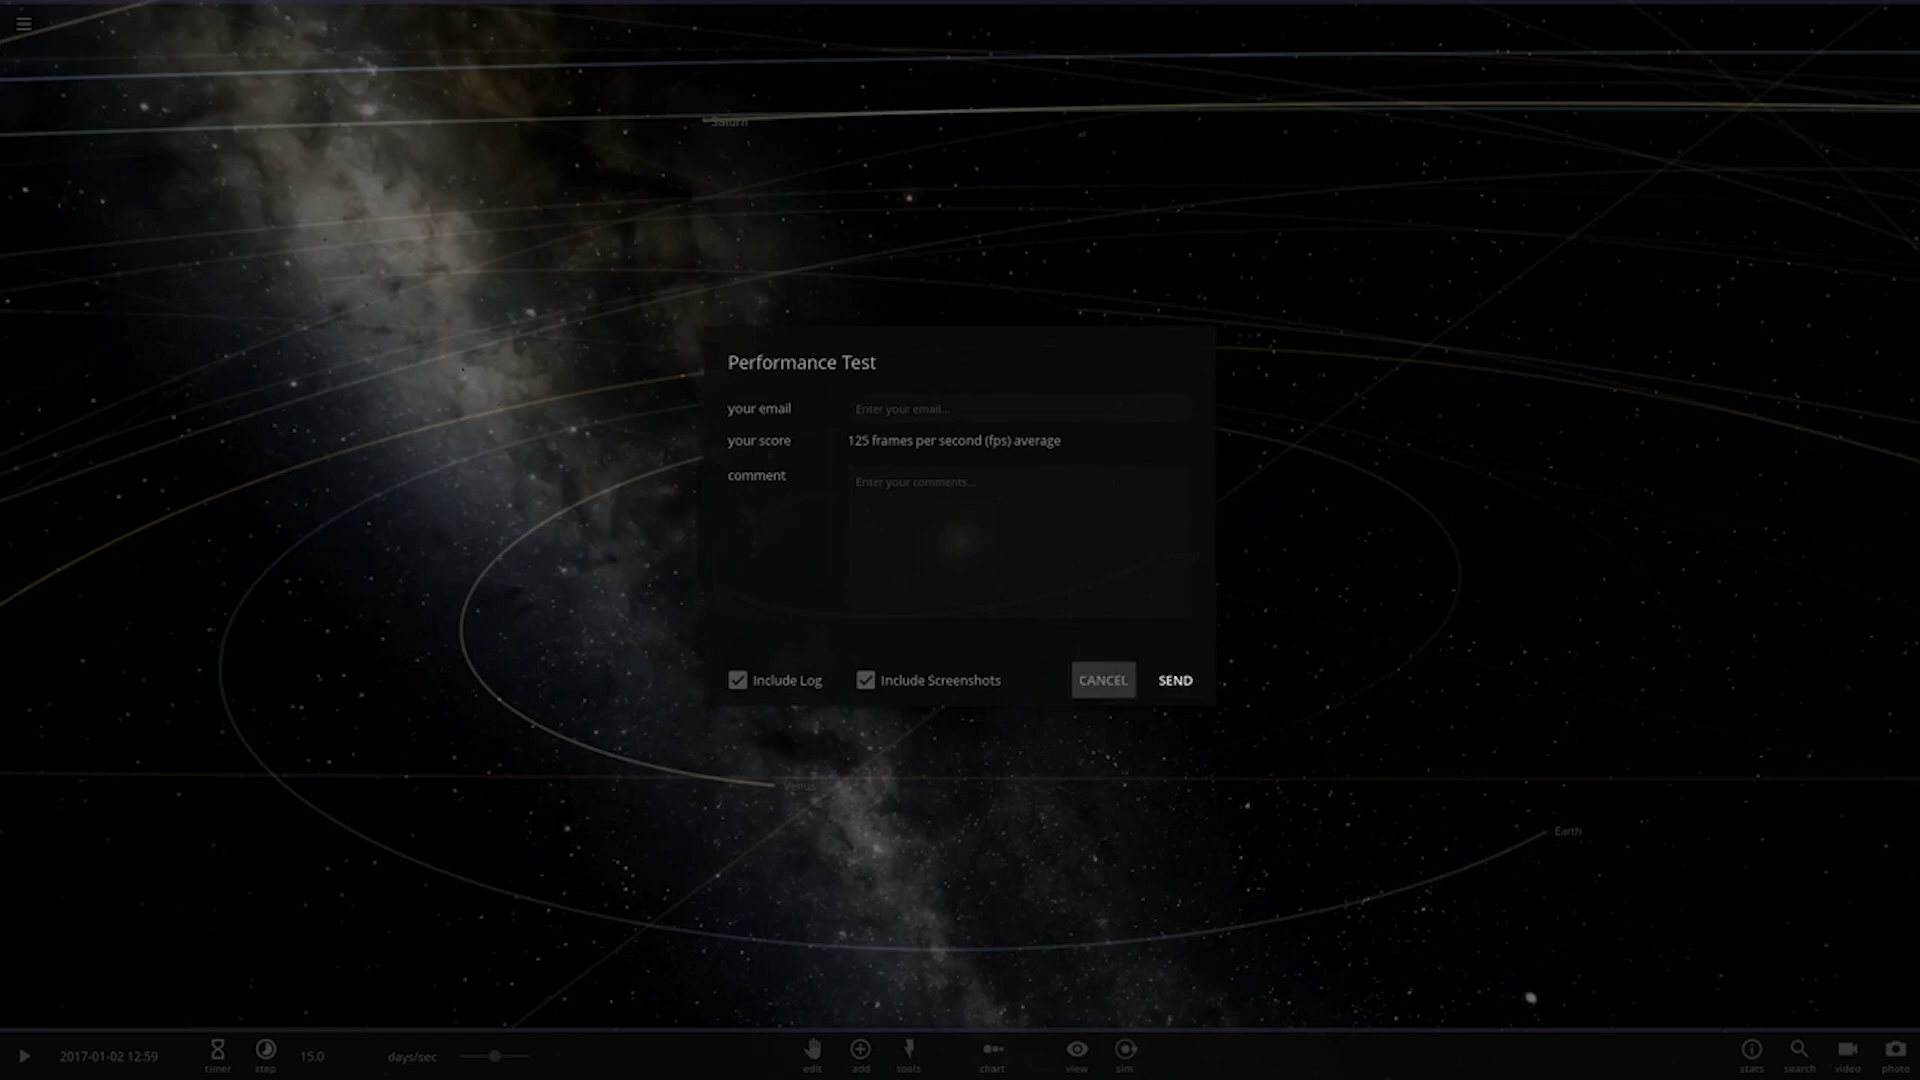 Saturn
Performance Test
your email
Enter your email...
your score
125 frames per second (fps) average
comment
Enter your comments...
Include Log
Include Screenshots
CANCEL
SEND
Venus
Earth
2017-01-02 12:59
timer
step
15.0
days/sec
edit
add
tools
chart
view
sim
stats
search
video
photo